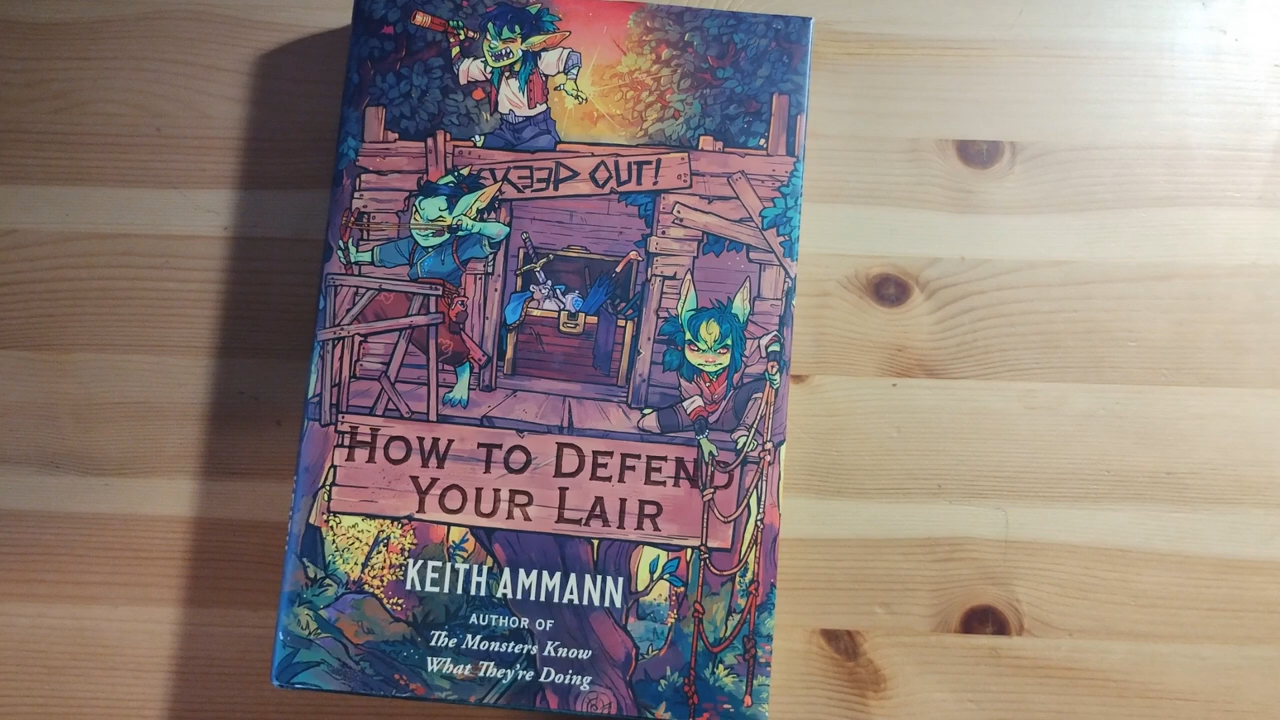 KEEP OUT!
HOW TO DEFEND
YOUR LAIR
KEITH AMMANN
AUTHOR OF
The Monsters Know
What They're Doing